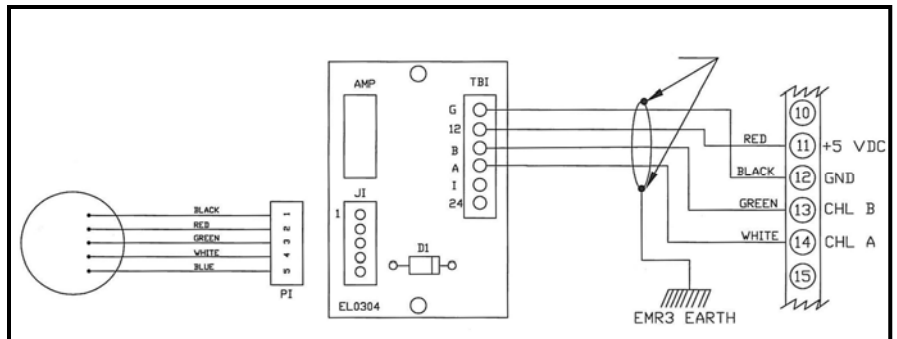 AMP
TBI
G
12
B
A
I
24
JI
1
D1
EL0304
BLACK
RED
GREEN
WHITE
BLUE
1
2
3
4
5
PI
RED
BLACK
GREEN
WHITE
10
11 +5 VDC
12 GND
13 CHL B
14 CHL A
15
EMR3 EARTH